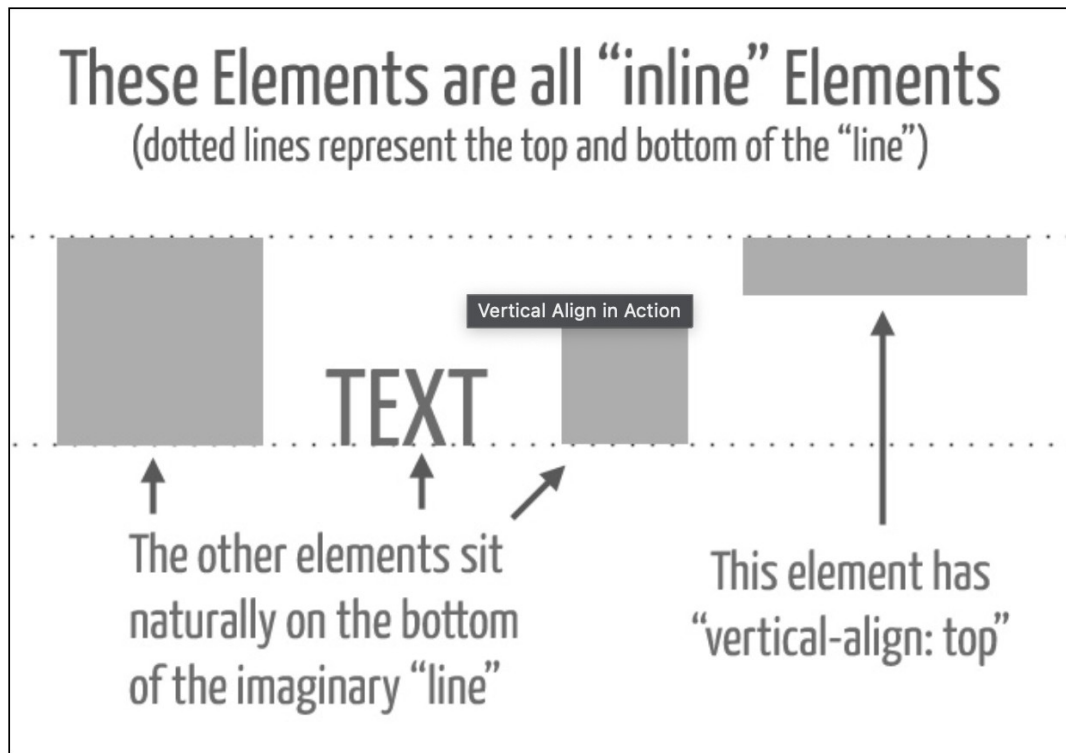 These Elements are all “inline” Elements
(dotted lines represent the top and bottom of the “line”)
Vertical Align in Action
TEXT
The other elements sit
naturally on the bottom
of the imaginary “line”
This element has
“vertical-align: top”